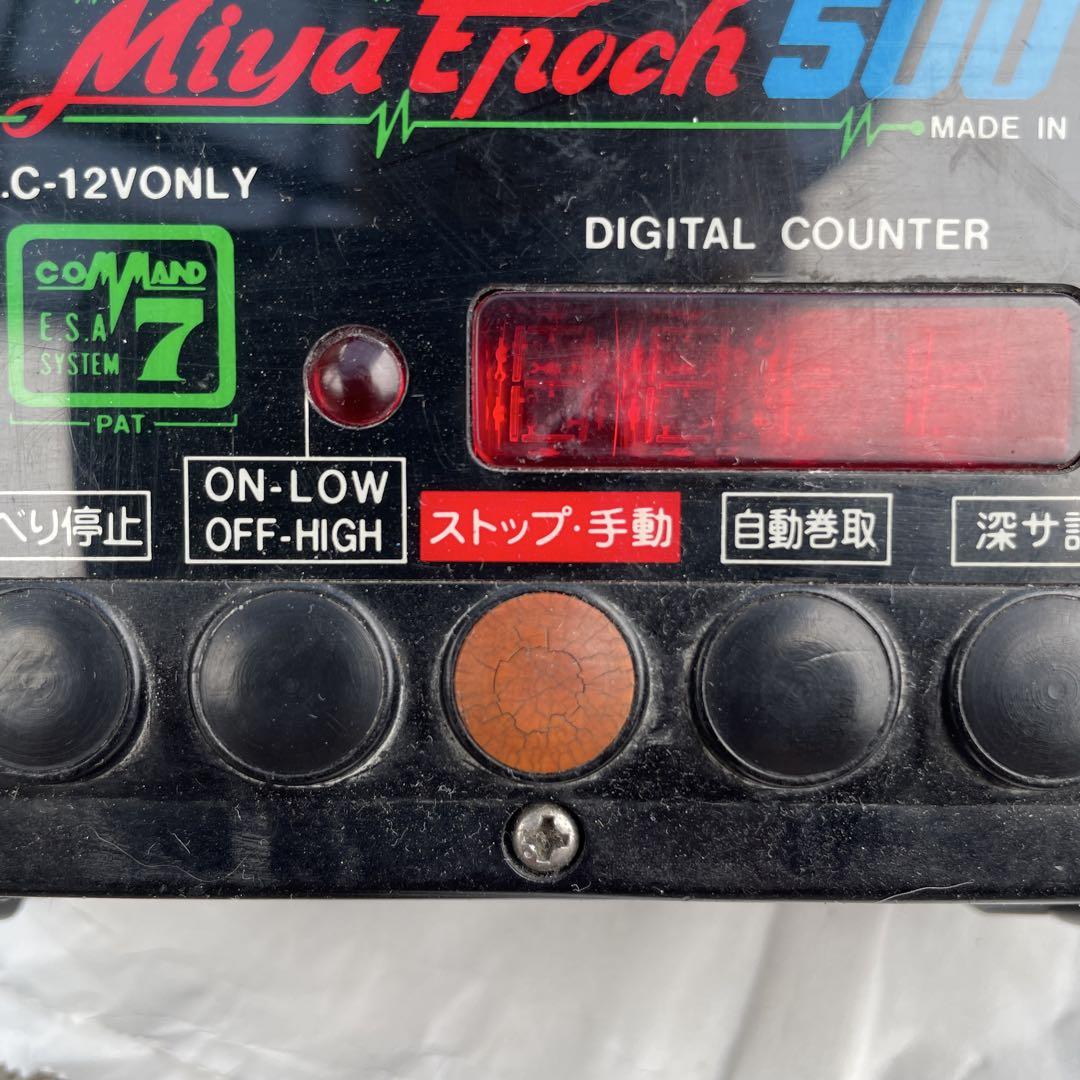 Miya Epoch 500
MADE IN
.C-12VONLY
DIGITAL COUNTER
COMMAND
E.S.A
SYSTEM 7
PAT.
ON-LOW
OFF-HIGH
べり停止
ストップ·手動
自動巻取
深サ